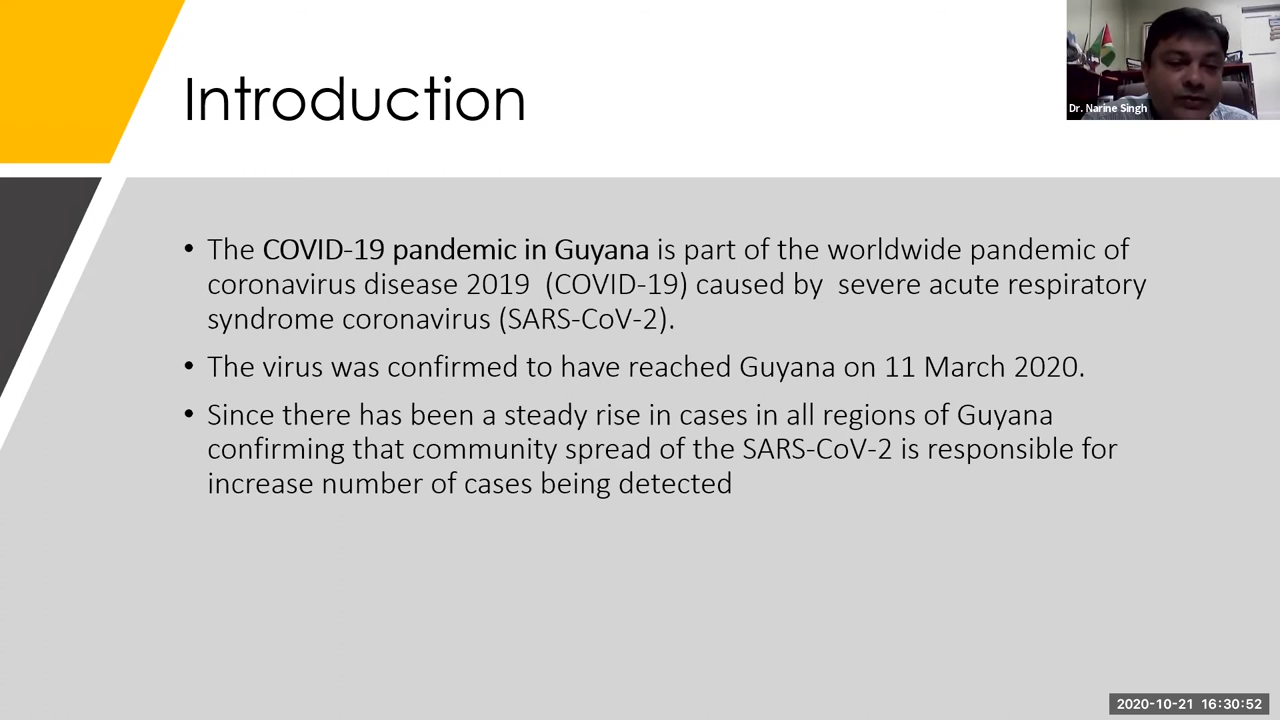 Introduction
Dr. Narine Singh
• The COVID-19 pandemic in Guyana is part of the worldwide pandemic of
coronavirus disease 2019  (COVID-19) caused by  severe acute respiratory
syndrome coronavirus (SARS-CoV-2).
• The virus was confirmed to have reached Guyana on 11 March 2020.
• Since there has been a steady rise in cases in all regions of Guyana
confirming that community spread of the SARS-CoV-2 is responsible for
increase number of cases being detected
2020-10-21 16:30:52